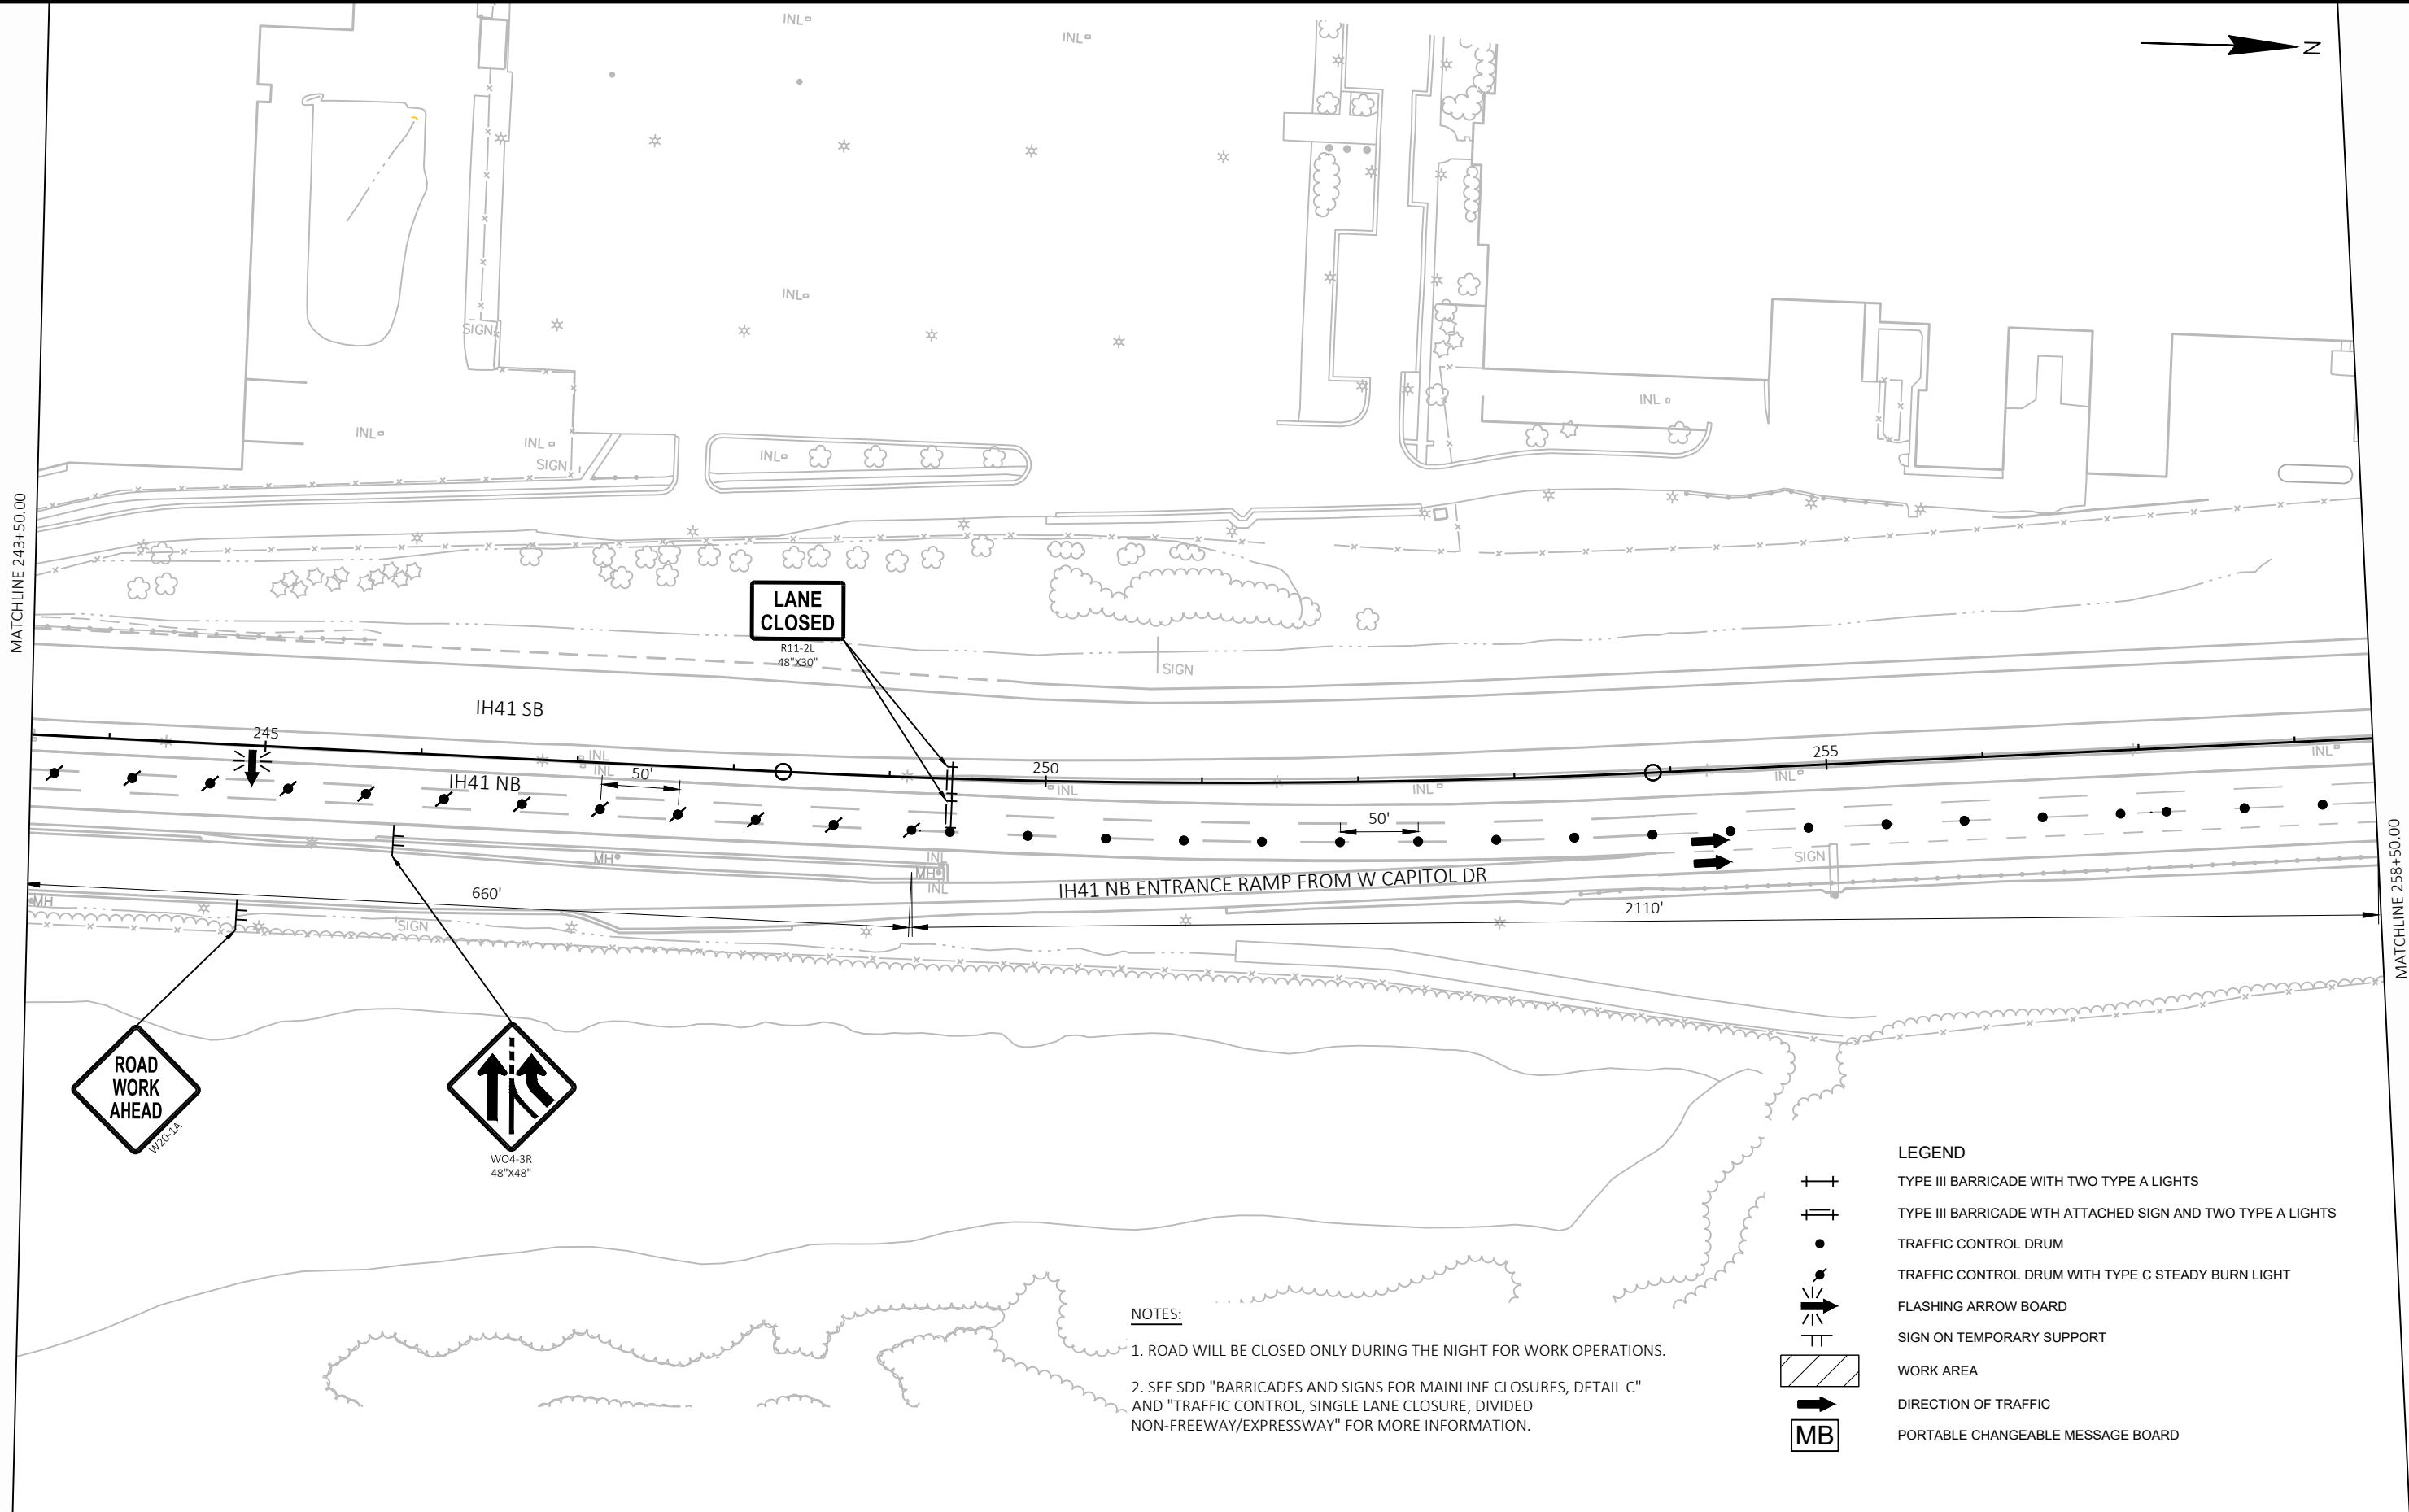 INL
INL
N
INL
SIGN
INL
INL
INL
INL
SIGN
INL
MATCHLINE 243+50.00
LANE
CLOSED
R11-2L
48"X30"
SIGN
IH41 SB
245
INL
INL
50'
IH41 NB
250
INL
INL
255
INL
INL
50'
MH
INL
MH
INL
SIGN
IH41 NB ENTRANCE RAMP FROM W CAPITOL DR
660'
2110'
MH
SIGN
MATCHLINE 258+50.00
ROAD
WORK
AHEAD
W20-1A
WO4-3R
48"X48"
LEGEND
TYPE III BARRICADE WITH TWO TYPE A LIGHTS
TYPE III BARRICADE WTH ATTACHED SIGN AND TWO TYPE A LIGHTS
TRAFFIC CONTROL DRUM
TRAFFIC CONTROL DRUM WITH TYPE C STEADY BURN LIGHT
FLASHING ARROW BOARD
SIGN ON TEMPORARY SUPPORT
WORK AREA
DIRECTION OF TRAFFIC
MB PORTABLE CHANGEABLE MESSAGE BOARD
NOTES:
1. ROAD WILL BE CLOSED ONLY DURING THE NIGHT FOR WORK OPERATIONS.
2. SEE SDD "BARRICADES AND SIGNS FOR MAINLINE CLOSURES, DETAIL C"
AND "TRAFFIC CONTROL, SINGLE LANE CLOSURE, DIVIDED
NON-FREEWAY/EXPRESSWAY" FOR MORE INFORMATION.